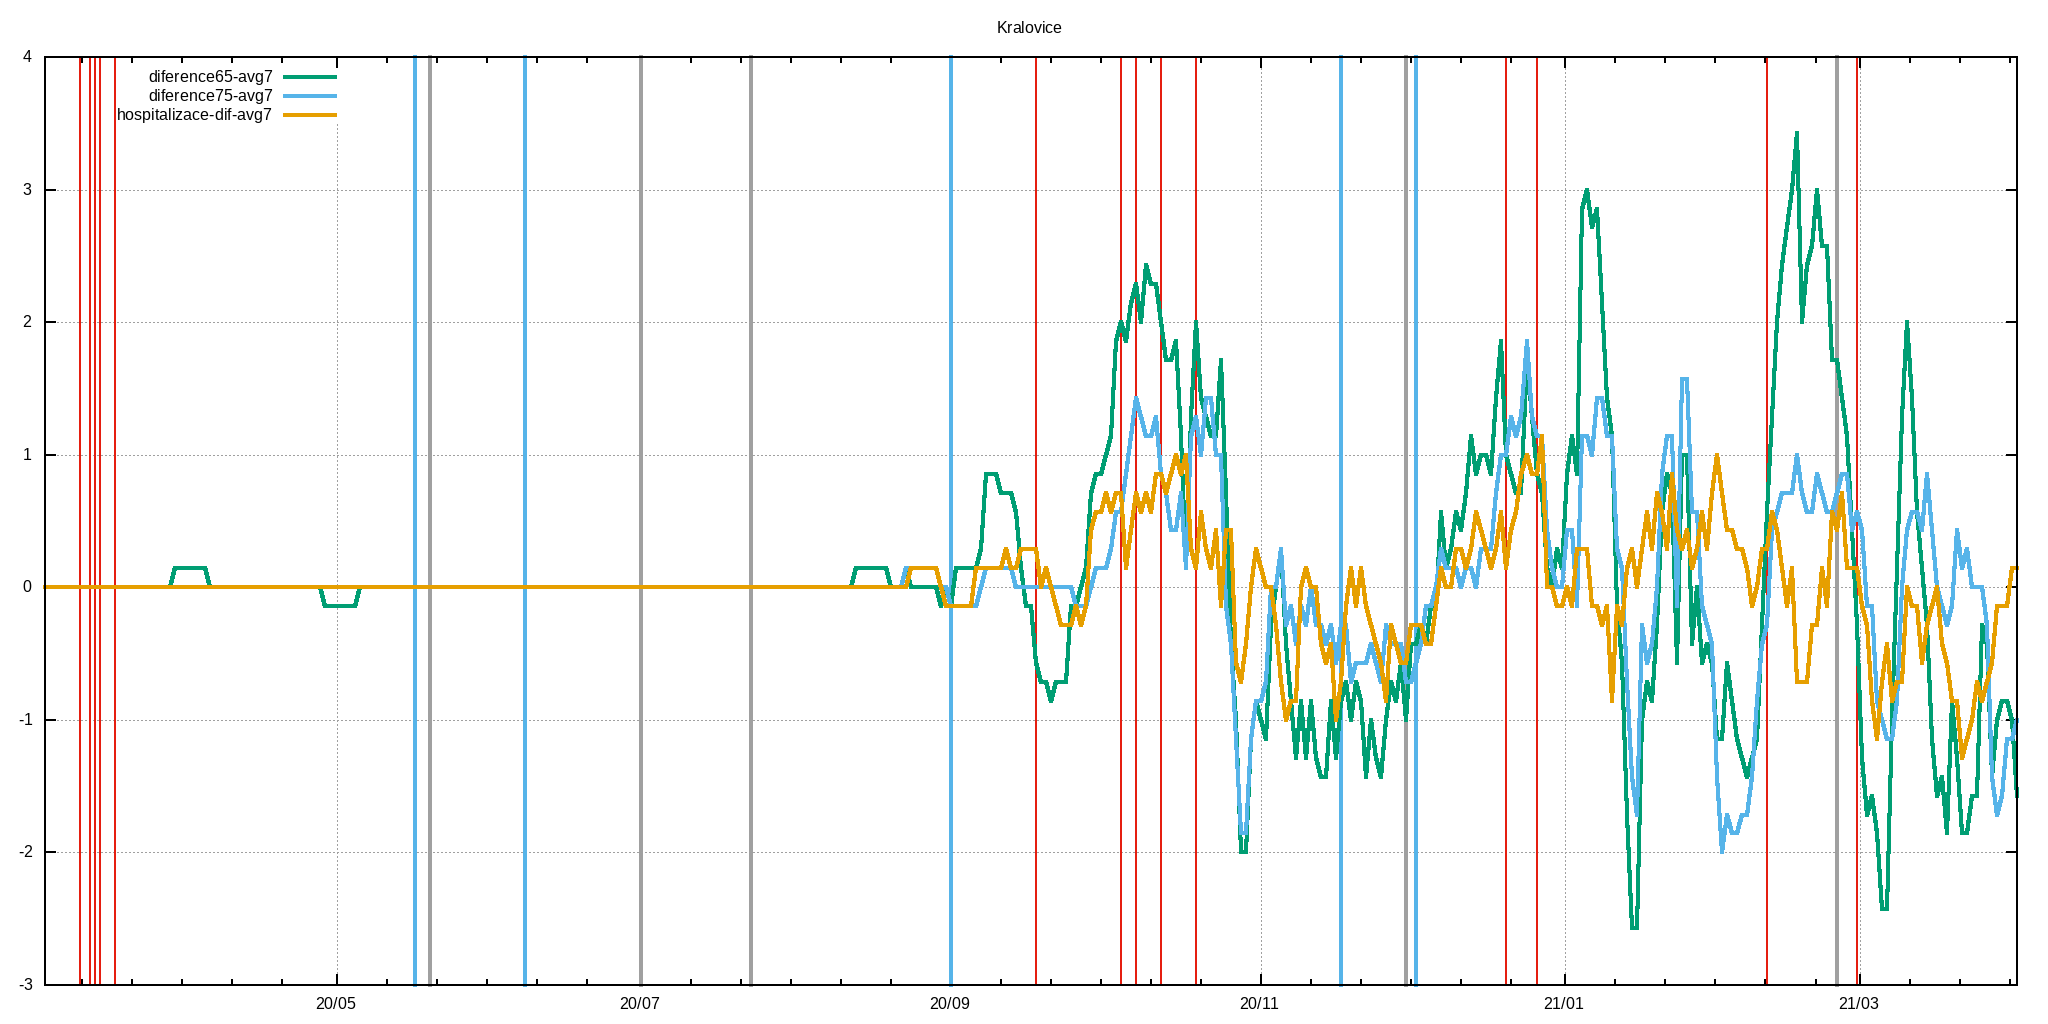 Kralovice
4
diference65-avg7
diference75-avg7
hospitalizace-dif-avg7
3
2
1
0
-1
-2
-3
20/05 20/07 20/09 20/11 21/01 21/03